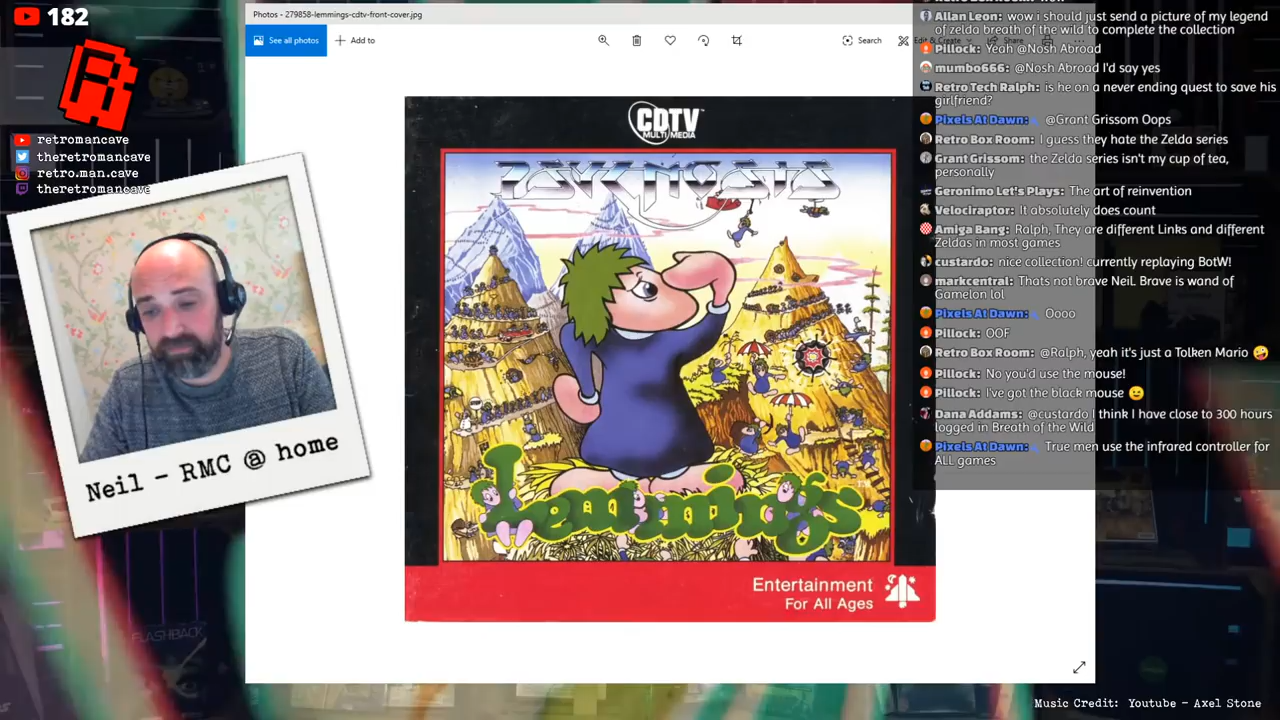 182
retromancave
theretromancave
retro.man.cave
theretromancave
Neil - RMC @ home
Photos - 279858-lemmings-cdtv-front-cover.jpg
See all photos
Add to
Search
Edit & Create
Share
CDTV™
MULTI MEDIA
PSYGNOSIS
Lemmings
Entertainment
For All Ages
Allan Leon: wow i should just send a picture of my legend
of zelda breath of the wild to complete the collection
Pillock: Yeah @Nosh Abroad
mumbo666: @Nosh Abroad I'd say yes
Retro Tech Ralph: is he on a never ending quest to save his
girlfriend?
Pixels At Dawn: @Grant Grissom Oops
Retro Box Room: I guess they hate the Zelda series
Grant Grissom: the Zelda series isn't my cup of tea,
personally
Geronimo Let's Plays: The art of reinvention
Velociraptor: It absolutely does count
Amiga Bang: Ralph, They are different Links and different
Zeldas in most games
custardo: nice collection! currently replaying BotW!
markcentral: Thats not brave Neil. Brave is wand of
Gamelon lol
Pixels At Dawn: Oooo
Pillock: OOF
Retro Box Room: @Ralph, yeah it's just a Tolken Mario 🤪
Pillock: No you'd use the mouse!
Pillock: I've got the black mouse 😉
Dana Addams: @custardo I think I have close to 300 hours
logged in Breath of the Wild
Pixels At Dawn: True men use the infrared controller for
ALL games
FLASHBACK
Music Credit: Youtube - Axel Stone